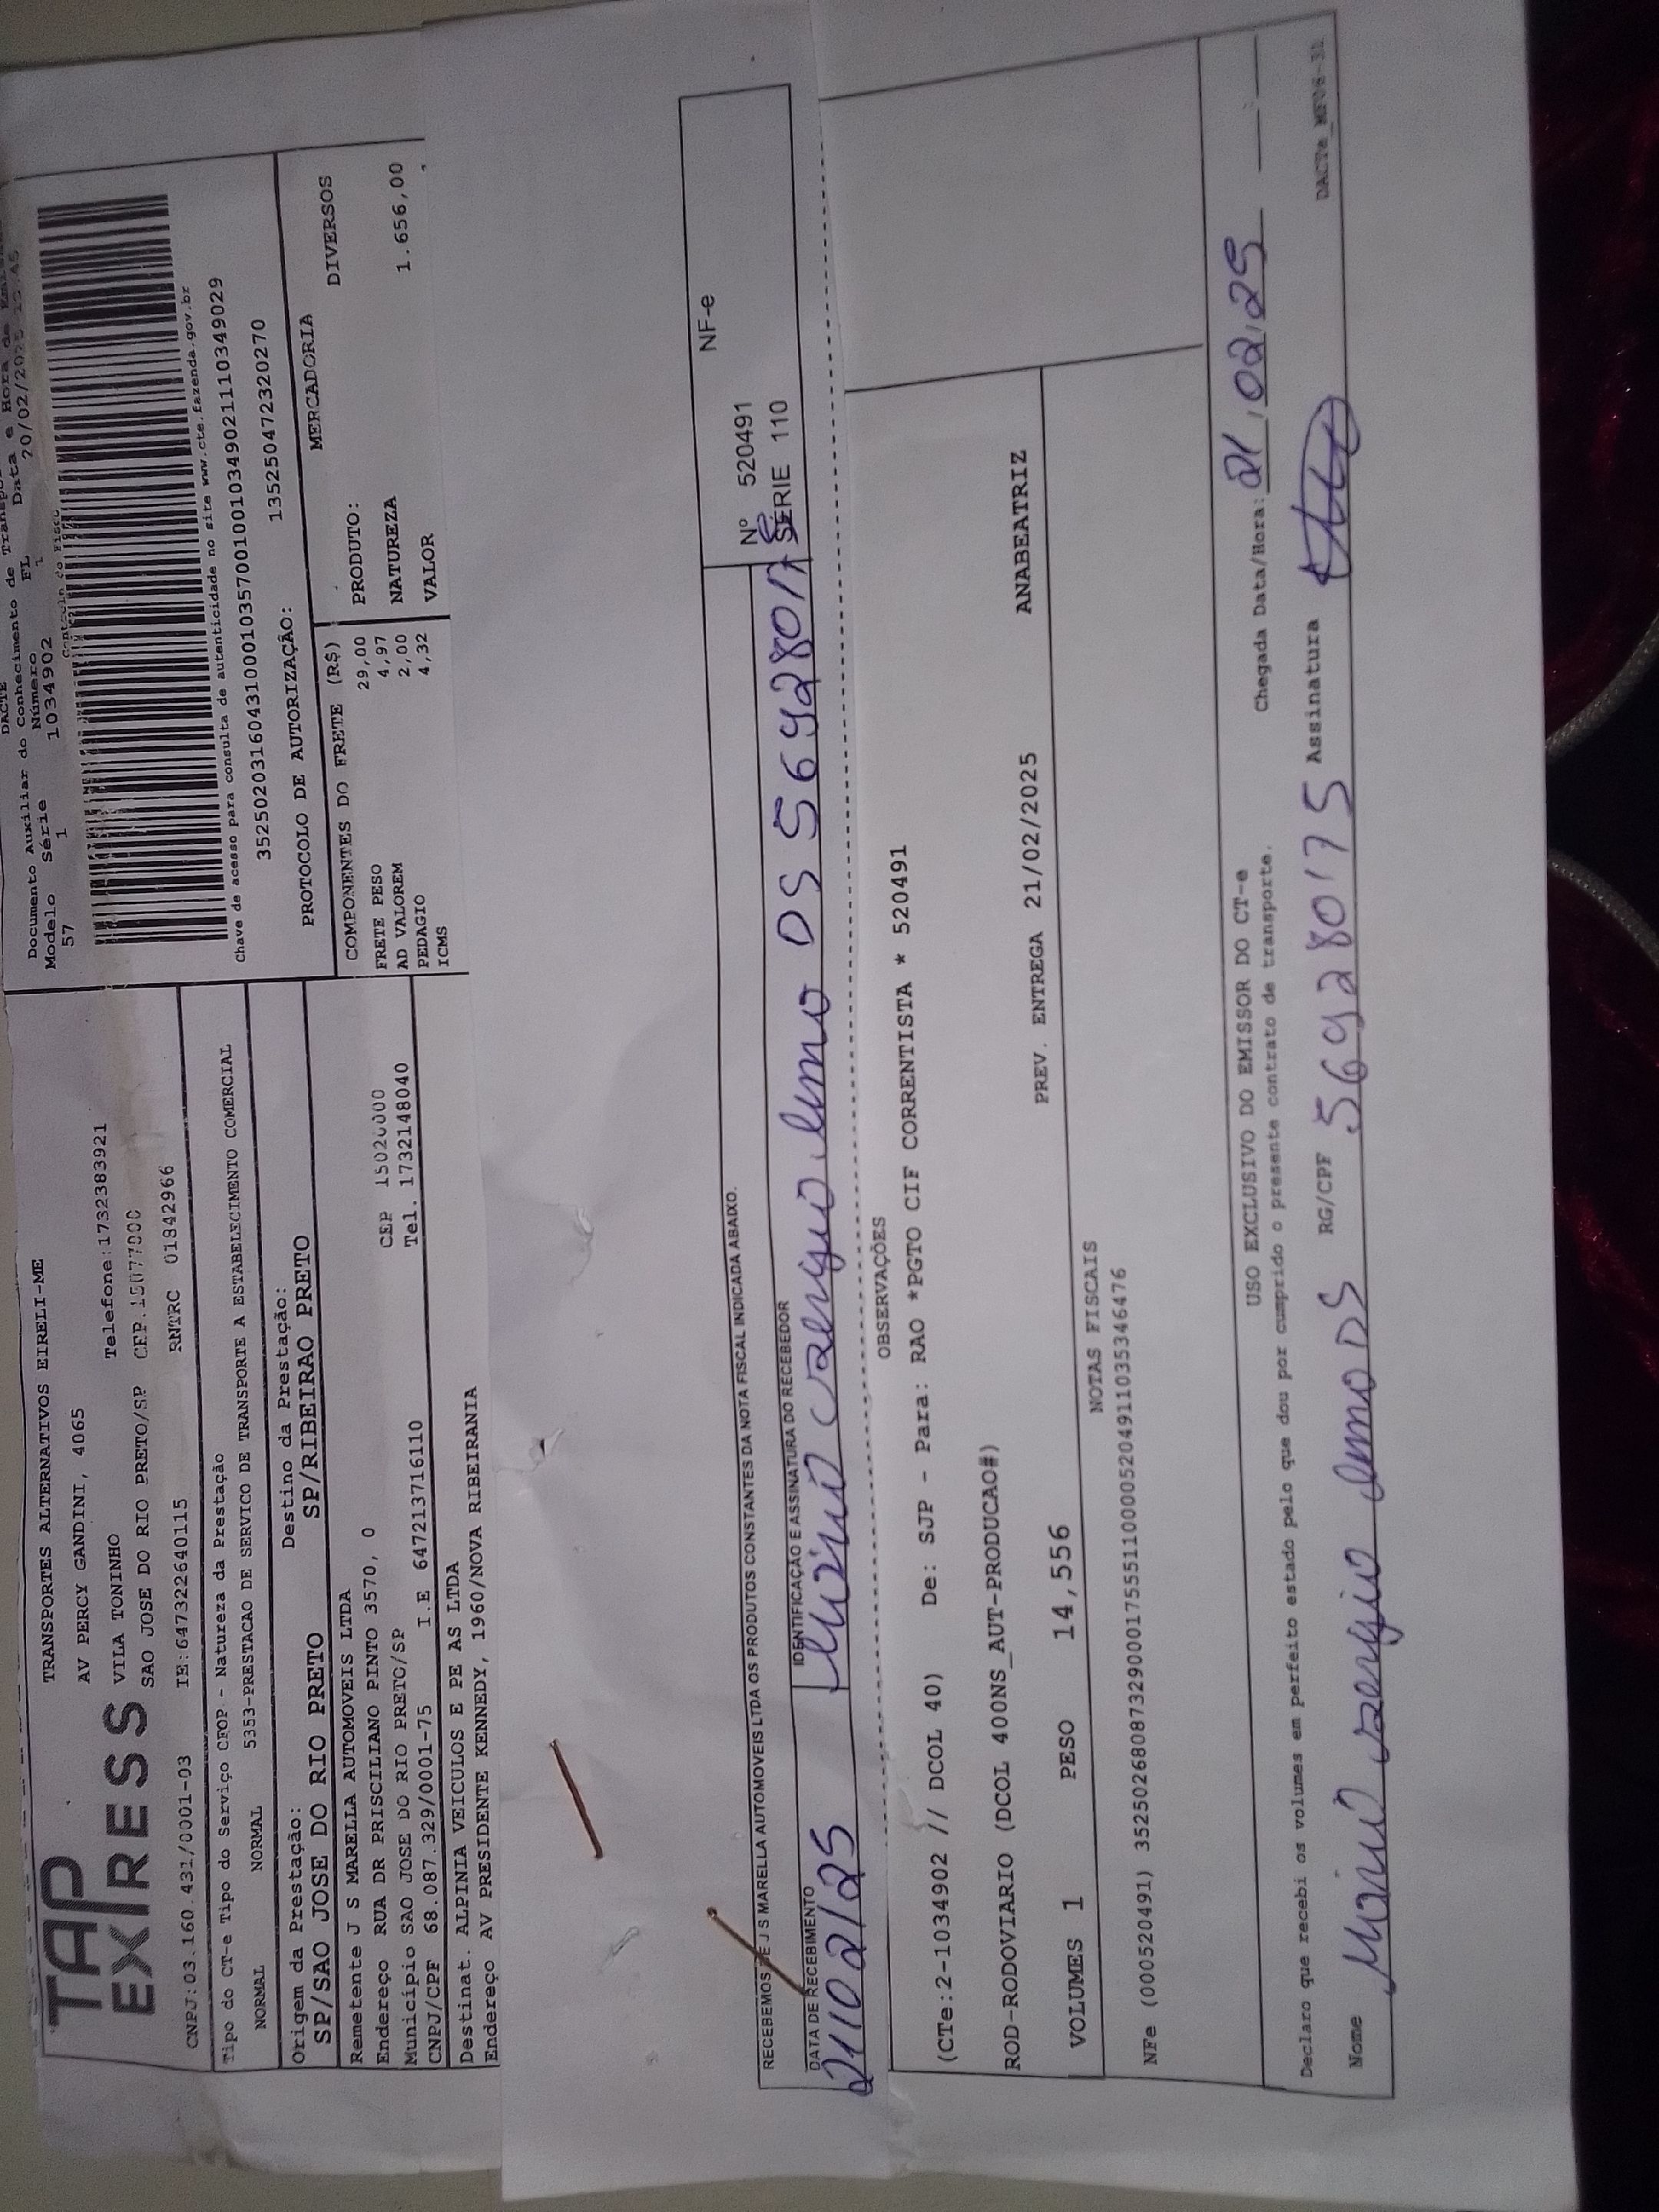 DACTE
Documento Auxiliar do Conhecimento de
Modelo Série Número FL Data e Hora de
57 1 1034902 1 20/02/2025
Chave de acesso para consulta de autenticidade no site www.cte.fazenda.gov.br
PROTOCOLO DE AUTORIZAÇÃO: 135250472320270
TAP
EXPRESS
TRANSPORTES ALTERNATIVOS EIRELI-ME
AV PERCY GANDINI, 4065
VILA TONINHO Telefone:1732383921
SAO JOSE DO RIO PRETO/SP CEP.15077000
CNPJ:03.160.431/0001-03 IE:647322640115 RNTRC 01842966
Tipo do CT-e Tipo do Serviço CFOP - Natureza da Prestação
NORMAL NORMAL 5353-PRESTACAO DE SERVICO DE TRANSPORTE A ESTABELECIMENTO COMERCIAL
Origem da Prestação: Destino da Prestação:
SP/SAO JOSE DO RIO PRETO SP/RIBEIRAO PRETO
Remetente J S MARELLA AUTOMOVEIS LTDA
Endereço RUA DR PRISCILIANO PINTO 3570, 0
Município SAO JOSE DO RIO PRETO/SP CEP 15020000
CNPJ/CPF 68.087.329/0001-75 I.E 647213716110 Tel. 1732148040
Destinat. ALPINIA VEICULOS E PE AS LTDA
Endereço AV PRESIDENTE KENNEDY, 1960/NOVA RIBEIRANIA
COMPONENTES DO FRETE (R$) MERCADORIA
FRETE PESO 29,00 PRODUTO: DIVERSOS
AD VALOREM 4,97
PEDAGIO 2,00 NATUREZA
ICMS 4,32 VALOR 1.656,00
RECEBEMOS DE J S MARELLA AUTOMOVEIS LTDA OS PRODUTOS CONSTANTES DA NOTA FISCAL INDICADA ABAIXO.
NF-e
DATA DE RECEBIMENTO IDENTIFICAÇÃO E ASSINATURA DO RECEBEDOR
Nº 520491
SÉRIE 110
21/02/25
OBSERVAÇÕES
(CTe:2-1034902 // DCOL 40) De: SJP - Para: RAO *PGTO CIF CORRENTISTA * 520491
ROD-RODOVIARIO (DCOL 400NS_AUT-PRODUCAO#)
PREV. ENTREGA 21/02/2025 ANABEATRIZ
VOLUMES 1 PESO 14,556
NOTAS FISCAIS
NFe (000520491) 35250268087329000175551100005204911035346476
USO EXCLUSIVO DO EMISSOR DO CT-e
Declaro que recebi os volumes em perfeito estado pelo que dou por cumprido o presente contrato de transporte.
Chegada Data/Hora: 21,02,25
Nome RG/CPF 569280175 Assinatura